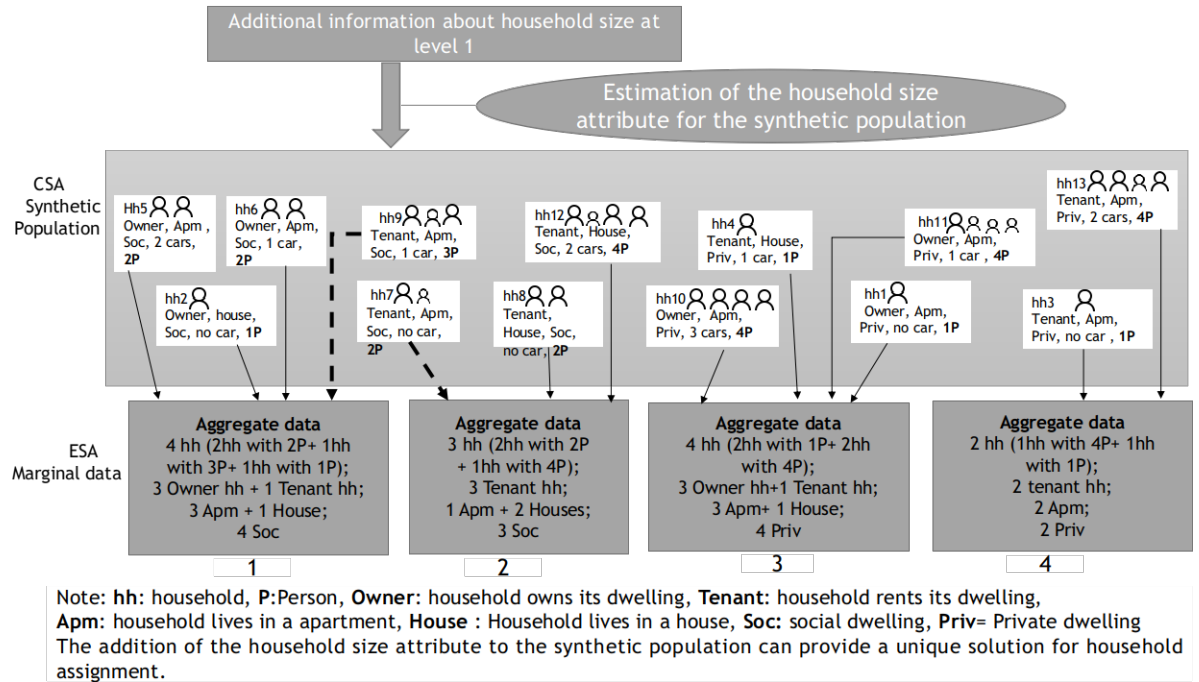 Additional information about household size at
level 1
Estimation of the household size
attribute for the synthetic population
CSA
Synthetic
Population
Hh5
Owner, Apm ,
Soc, 2 cars,
2P
hh6
Owner, Apm,
Soc, 1 car,
2P
hh2
Owner, house,
Soc, no car, 1P
hh9
Tenant, Apm,
Soc, 1 car, 3P
hh7
Tenant, Apm,
Soc, no car,
2P
hh12
Tenant, House,
Soc, 2 cars, 4P
hh8
Tenant,
House, Soc,
no car, 2P
hh4
Tenant, House,
Priv, 1 car, 1P
hh10
Owner, Apm,
Priv, 3 cars, 4P
hh11
Owner, Apm,
Priv, 1 car , 4P
hh1
Owner, Apm,
Priv, no car, 1P
hh13
Tenant, Apm,
Priv, 2 cars, 4P
hh3
Tenant, Apm,
Priv, no car , 1P
ESA
Marginal data
Aggregate data
4 hh (2hh with 2P+ 1hh
with 3P+ 1hh with 1P);
3 Owner hh + 1 Tenant hh;
3 Apm + 1 House;
4 Soc
1
Aggregate data
3 hh (2hh with 2P
+ 1hh with 4P);
3 Tenant hh;
1 Apm + 2 Houses;
3 Soc
2
Aggregate data
4 hh (2hh with 1P+ 2hh
with 4P);
3 Owner hh+1 Tenant hh;
3 Apm+ 1 House;
4 Priv
3
Aggregate data
2 hh (1hh with 4P+ 1hh
with 1P);
2 tenant hh;
2 Apm;
2 Priv
4
Note: hh: household, P:Person, Owner: household owns its dwelling, Tenant: household rents its dwelling,
Apm: household lives in a apartment, House : Household lives in a house, Soc: social dwelling, Priv= Private dwelling
The addition of the household size attribute to the synthetic population can provide a unique solution for household
assignment.